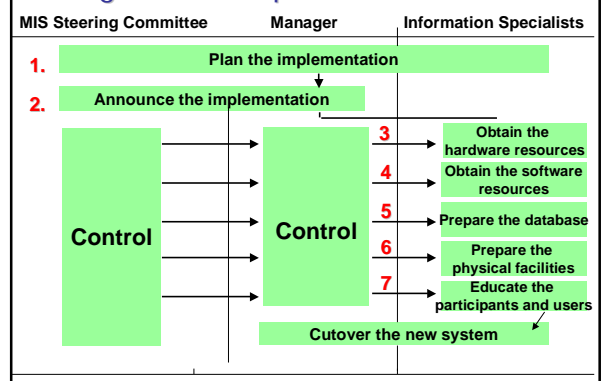 MIS Steering Committee Manager Information Specialists
1. Plan the implementation
2. Announce the implementation
3 Obtain the
hardware resources
4 Obtain the software
resources
5 Prepare the database
Control
Control
6 Prepare the
physical facilities
7 Educate the
participants and users
Cutover the new system